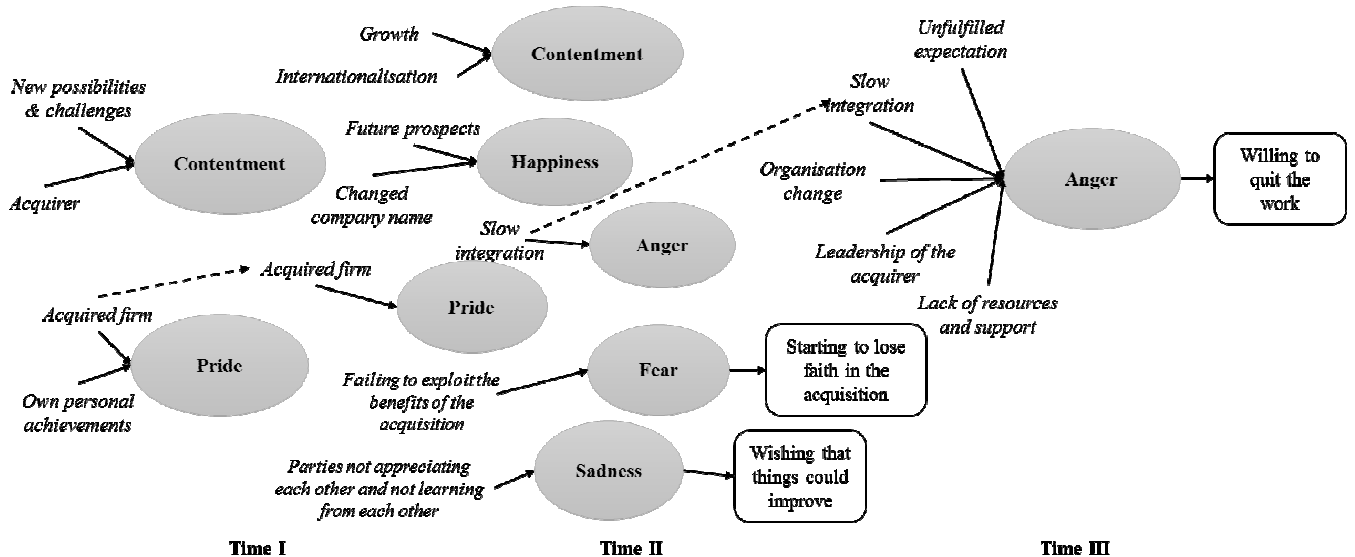 New possibilities
& challenges
Acquirer
Contentment
Acquired firm
Own personal
achievements
Pride
Growth
Internationalisation
Contentment
Future prospects
Changed
company name
Happiness
Slow
integration
Anger
Acquired firm
Pride
Failing to exploit the
benefits of the
acquisition
Fear
Starting to lose
faith in the
acquisition
Parties not appreciating
each other and not learning
from each other
Sadness
Wishing that
things could
improve
Unfulfilled
expectation
Slow
integration
Organisation
change
Leadership of the
acquirer
Lack of resources
and support
Anger
Willing to
quit the
work
Time I
Time II
Time III